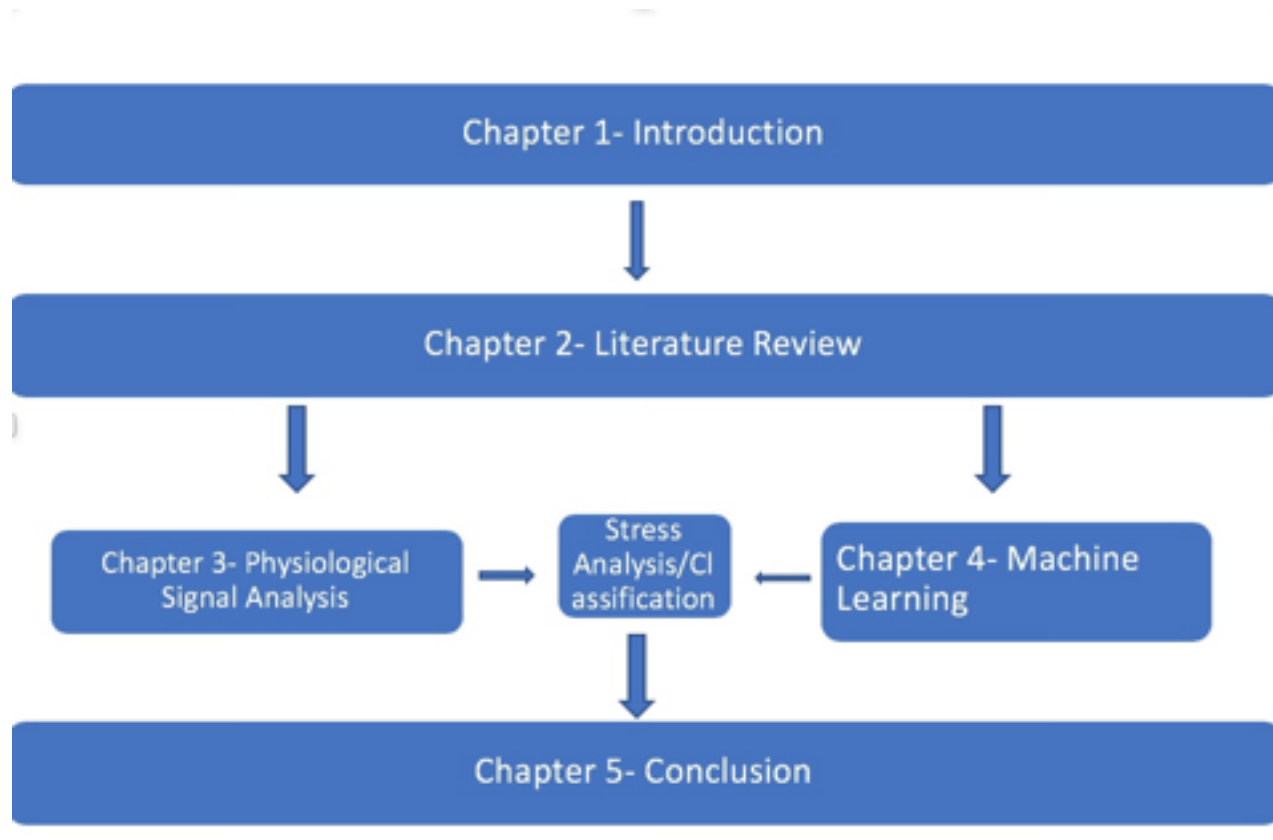 Chapter 1- Introduction
Chapter 2- Literature Review
Chapter 3- Physiological
Signal Analysis
Stress
Analysis/Cl
assification
Chapter 4- Machine
Learning
Chapter 5- Conclusion